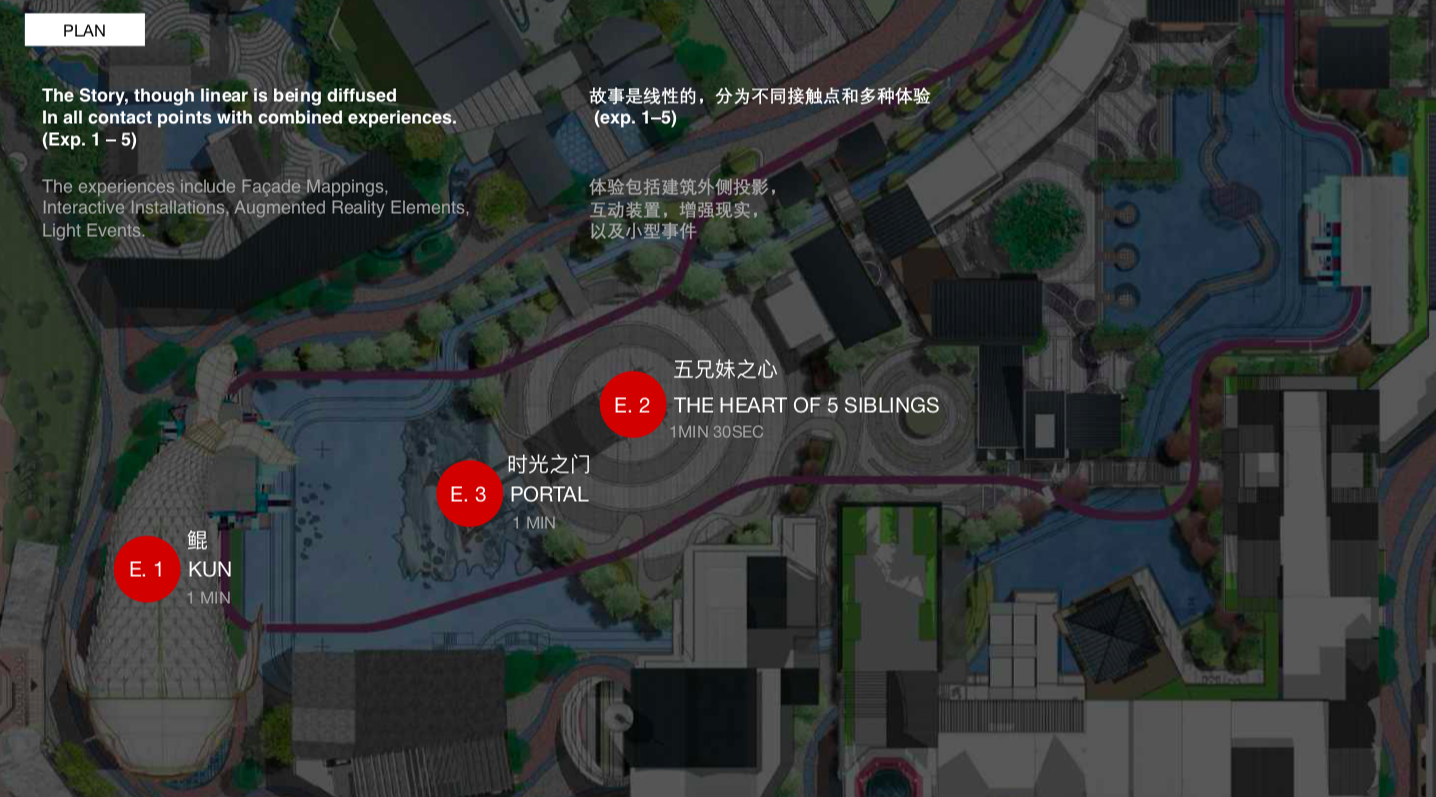 PLAN
The Story, though linear is being diffused
In all contact points with combined experiences.
(Exp. 1 – 5)
The experiences include Façade Mappings,
Interactive Installations, Augmented Reality Elements,
Light Events.
故事是线性的，分为不同接触点和多种体验
(exp. 1–5)
体验包括建筑外侧投影，
互动装置，增强现实，
以及小型事件
五兄妹之心
E. 2
THE HEART OF 5 SIBLINGS
1MIN 30SEC
时光之门
E. 3
PORTAL
1 MIN
鲲
E. 1
KUN
1 MIN